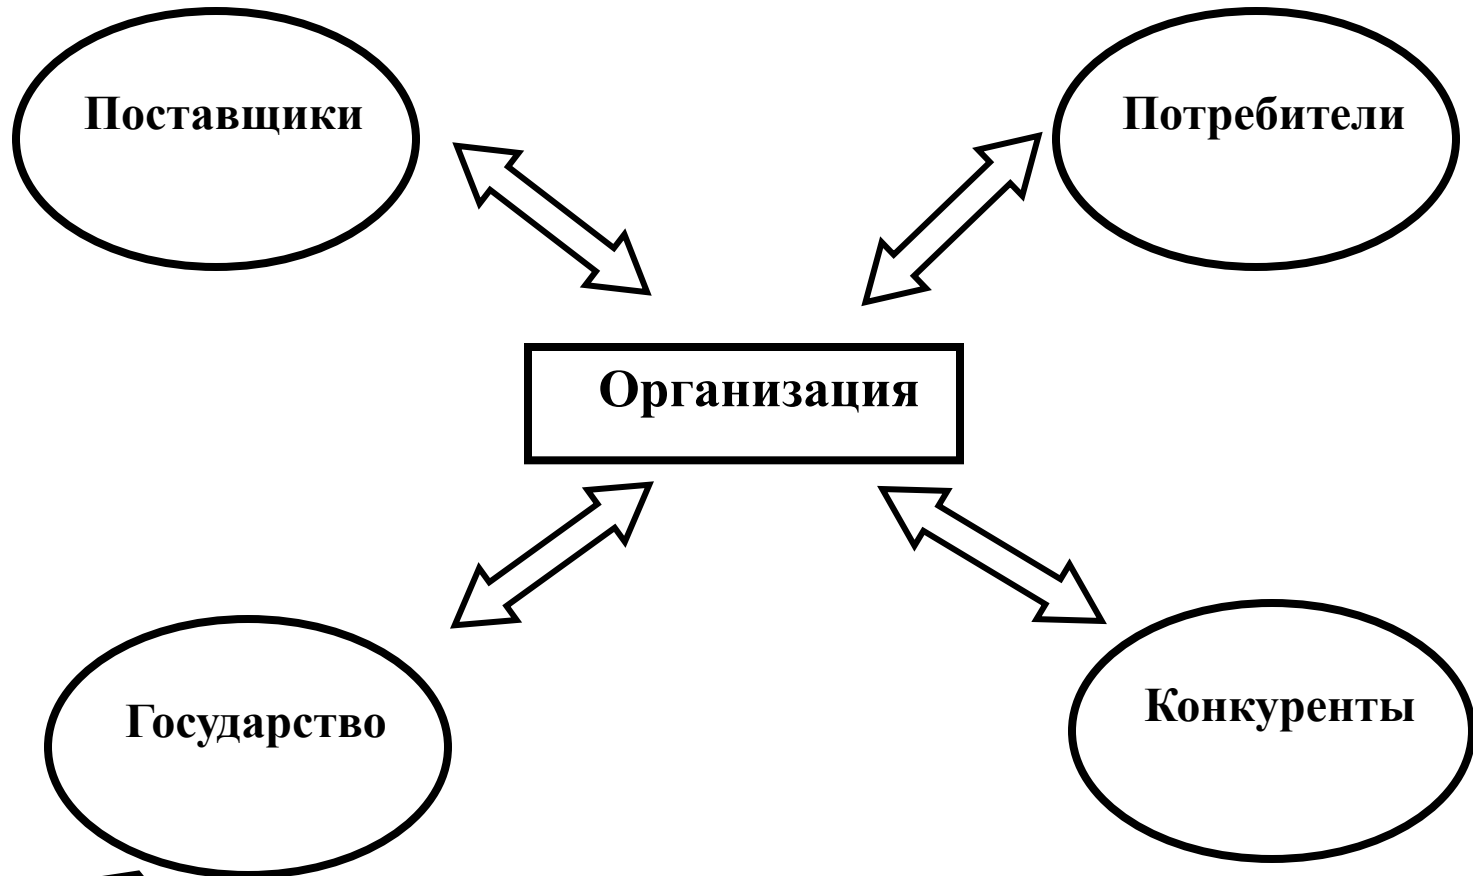 Поставщики
Потребители
Организация
Государство
Конкуренты